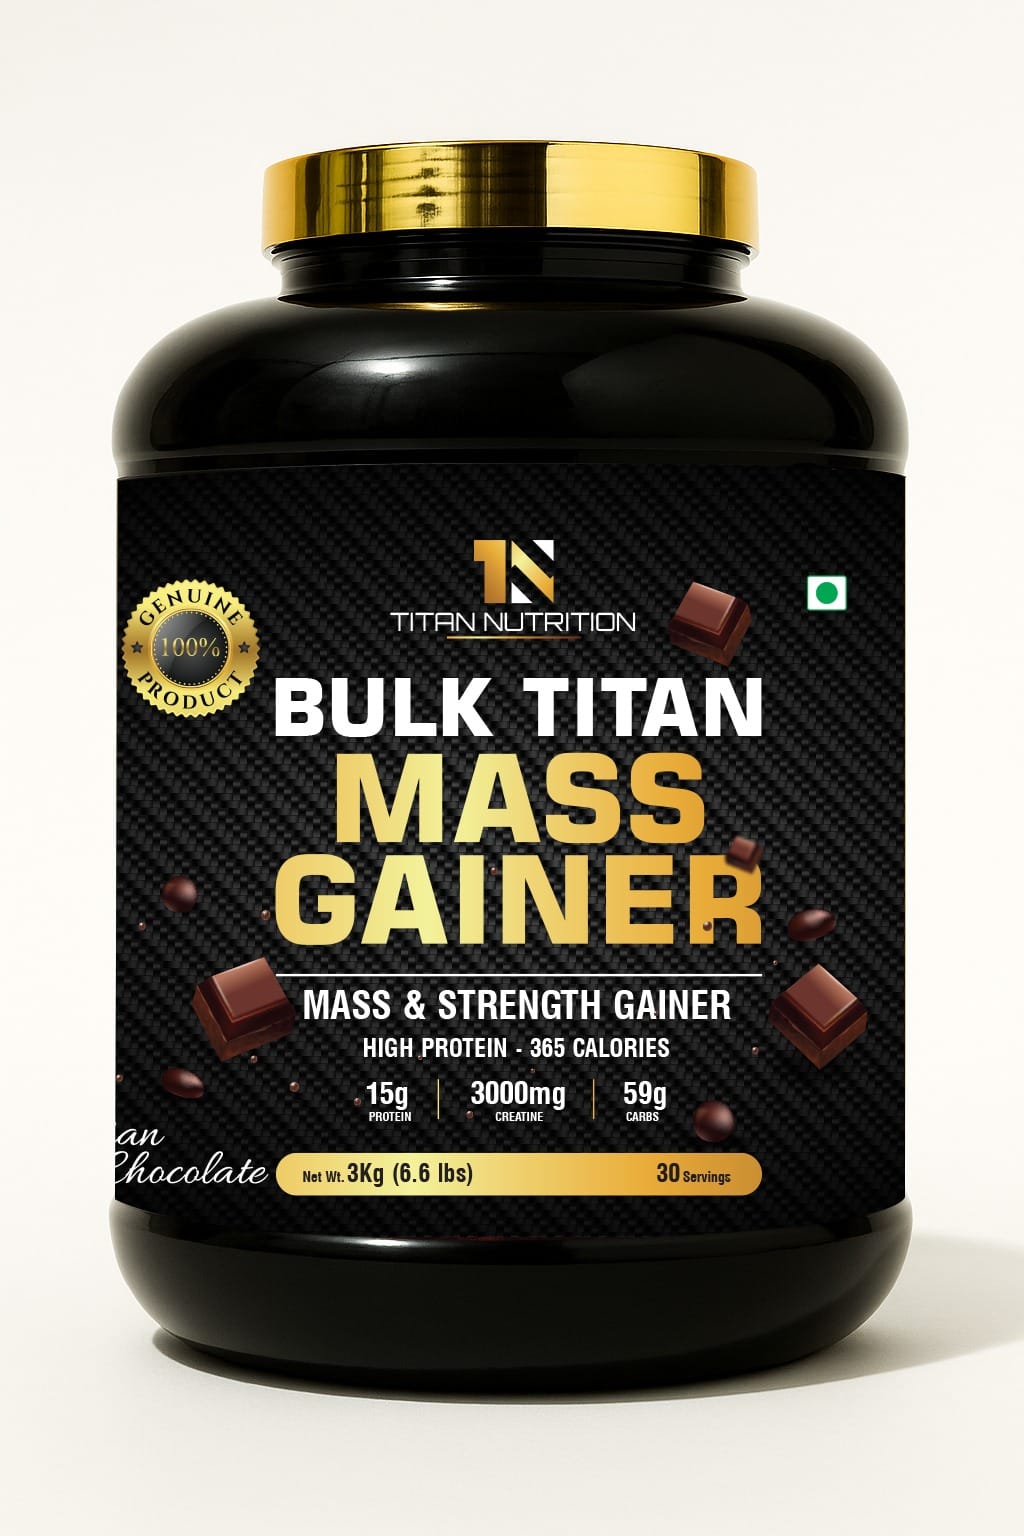 TITAN NUTRITION
GENUINE
100%
PRODUCT
BULK TITAN
MASS
GAINER
MASS & STRENGTH GAINER
HIGH PROTEIN - 365 CALORIES
15g 3000mg 59g
PROTEIN CREATINE CARBS
Chocolate
Net Wt. 3Kg (6.6 lbs) 30 Servings